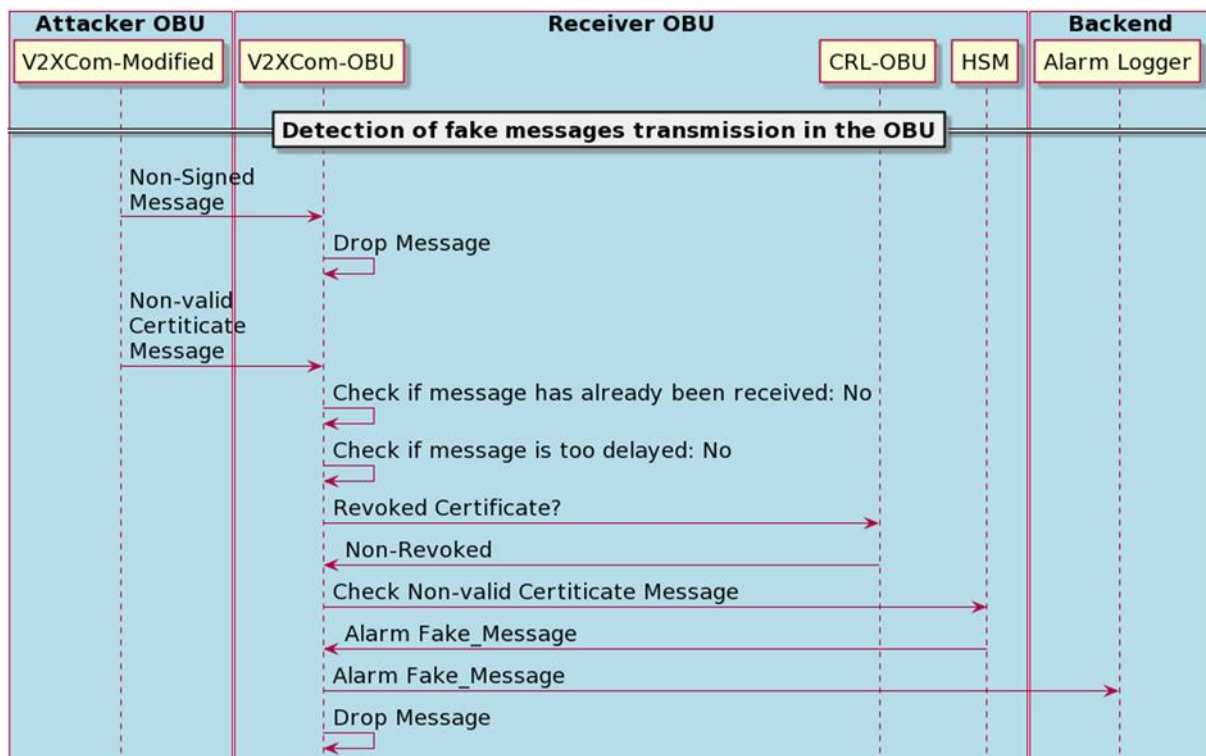 Attacker OBU
Receiver OBU
Backend
V2XCom-Modified
V2XCom-OBU
CRL-OBU
HSM
Alarm Logger
Detection of fake messages transmission in the OBU
Non-Signed
Message
Drop Message
Non-valid
Certiticate
Message
Check if message has already been received: No
Check if message is too delayed: No
Revoked Certificate?
Non-Revoked
Check Non-valid Certiticate Message
Alarm Fake_Message
Alarm Fake_Message
Drop Message